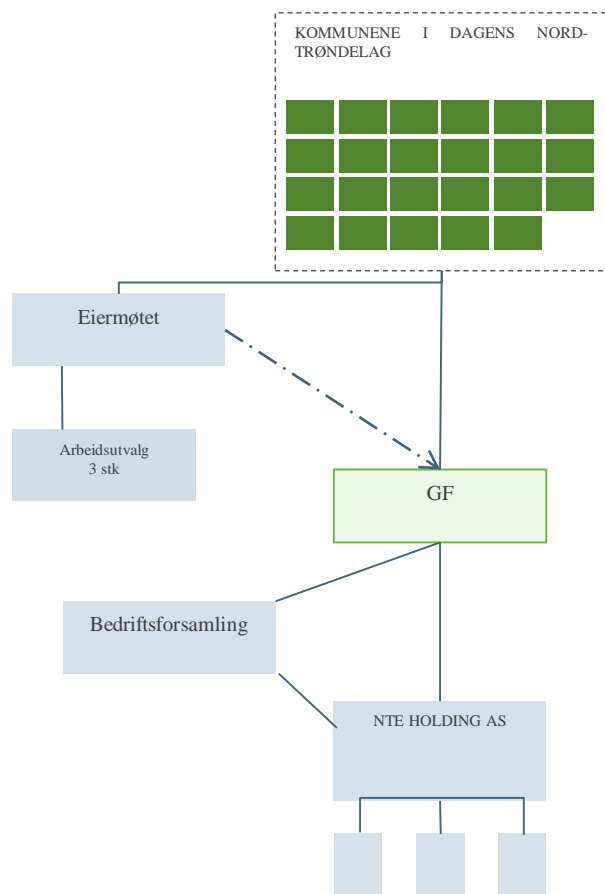 KOMMUNENE I DAGENS NORD-
TRØNDELAG
Eiermøtet
Arbeidsutvalg
3 stk
GF
Bedriftsforsamling
NTE HOLDING AS